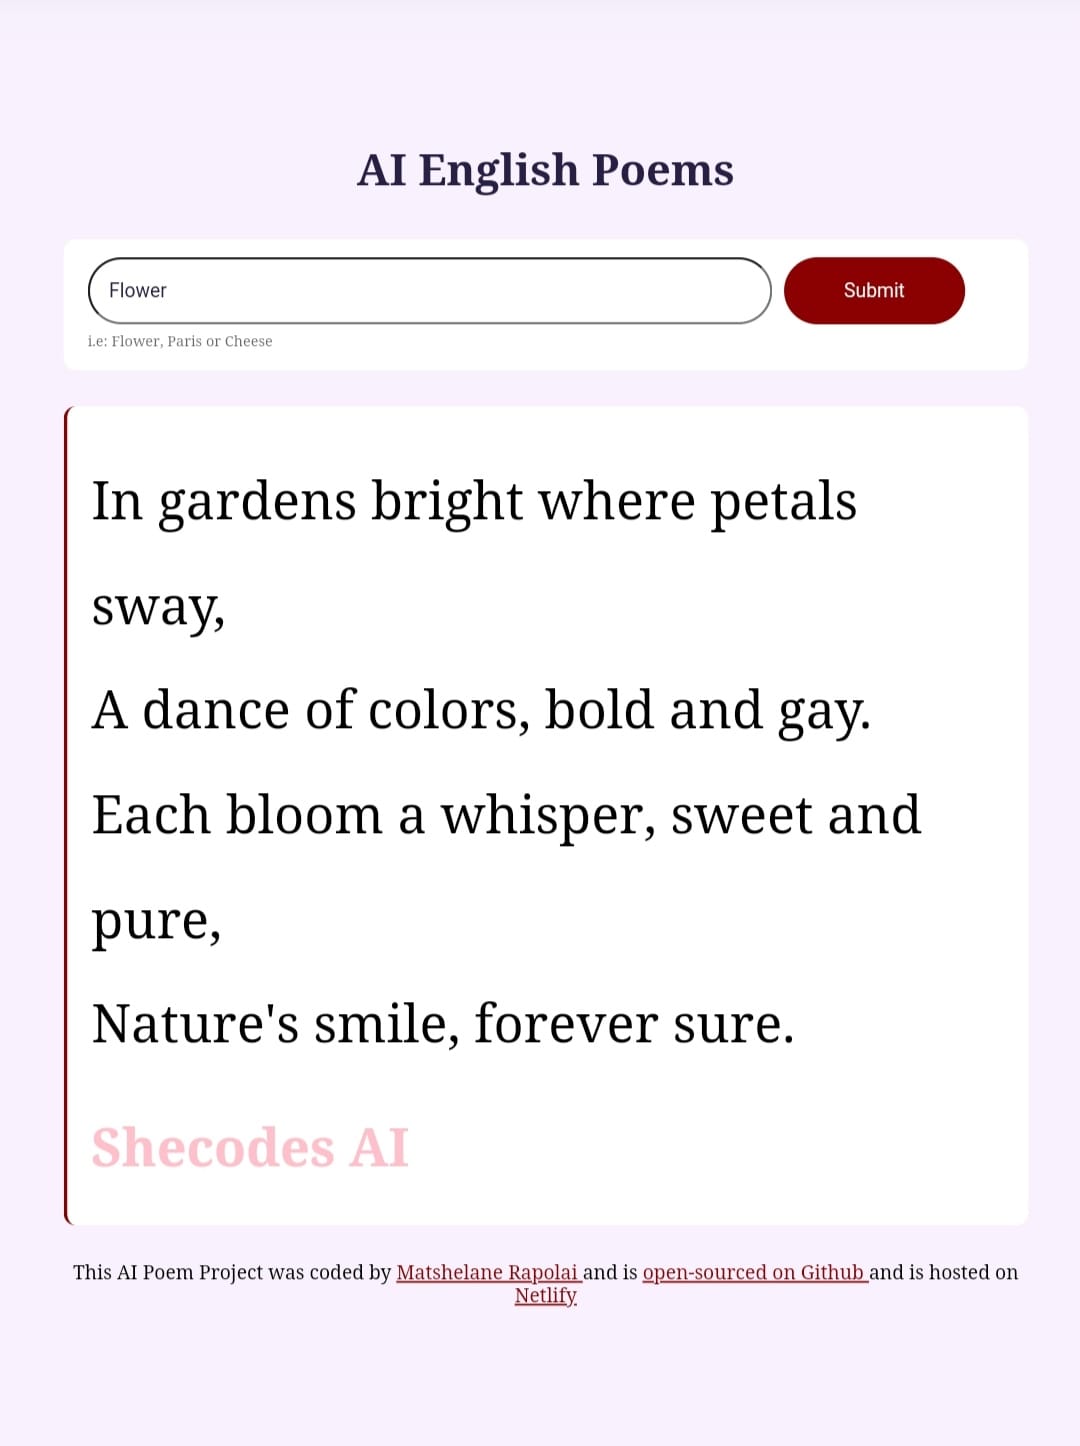 AI English Poems
Flower
Submit
i.e: Flower, Paris or Cheese
In gardens bright where petals
sway,
A dance of colors, bold and gay.
Each bloom a whisper, sweet and
pure,
Nature's smile, forever sure.
Shecodes AI
This AI Poem Project was coded by Matshelane Rapolai and is open-sourced on Github and is hosted on
Netlify